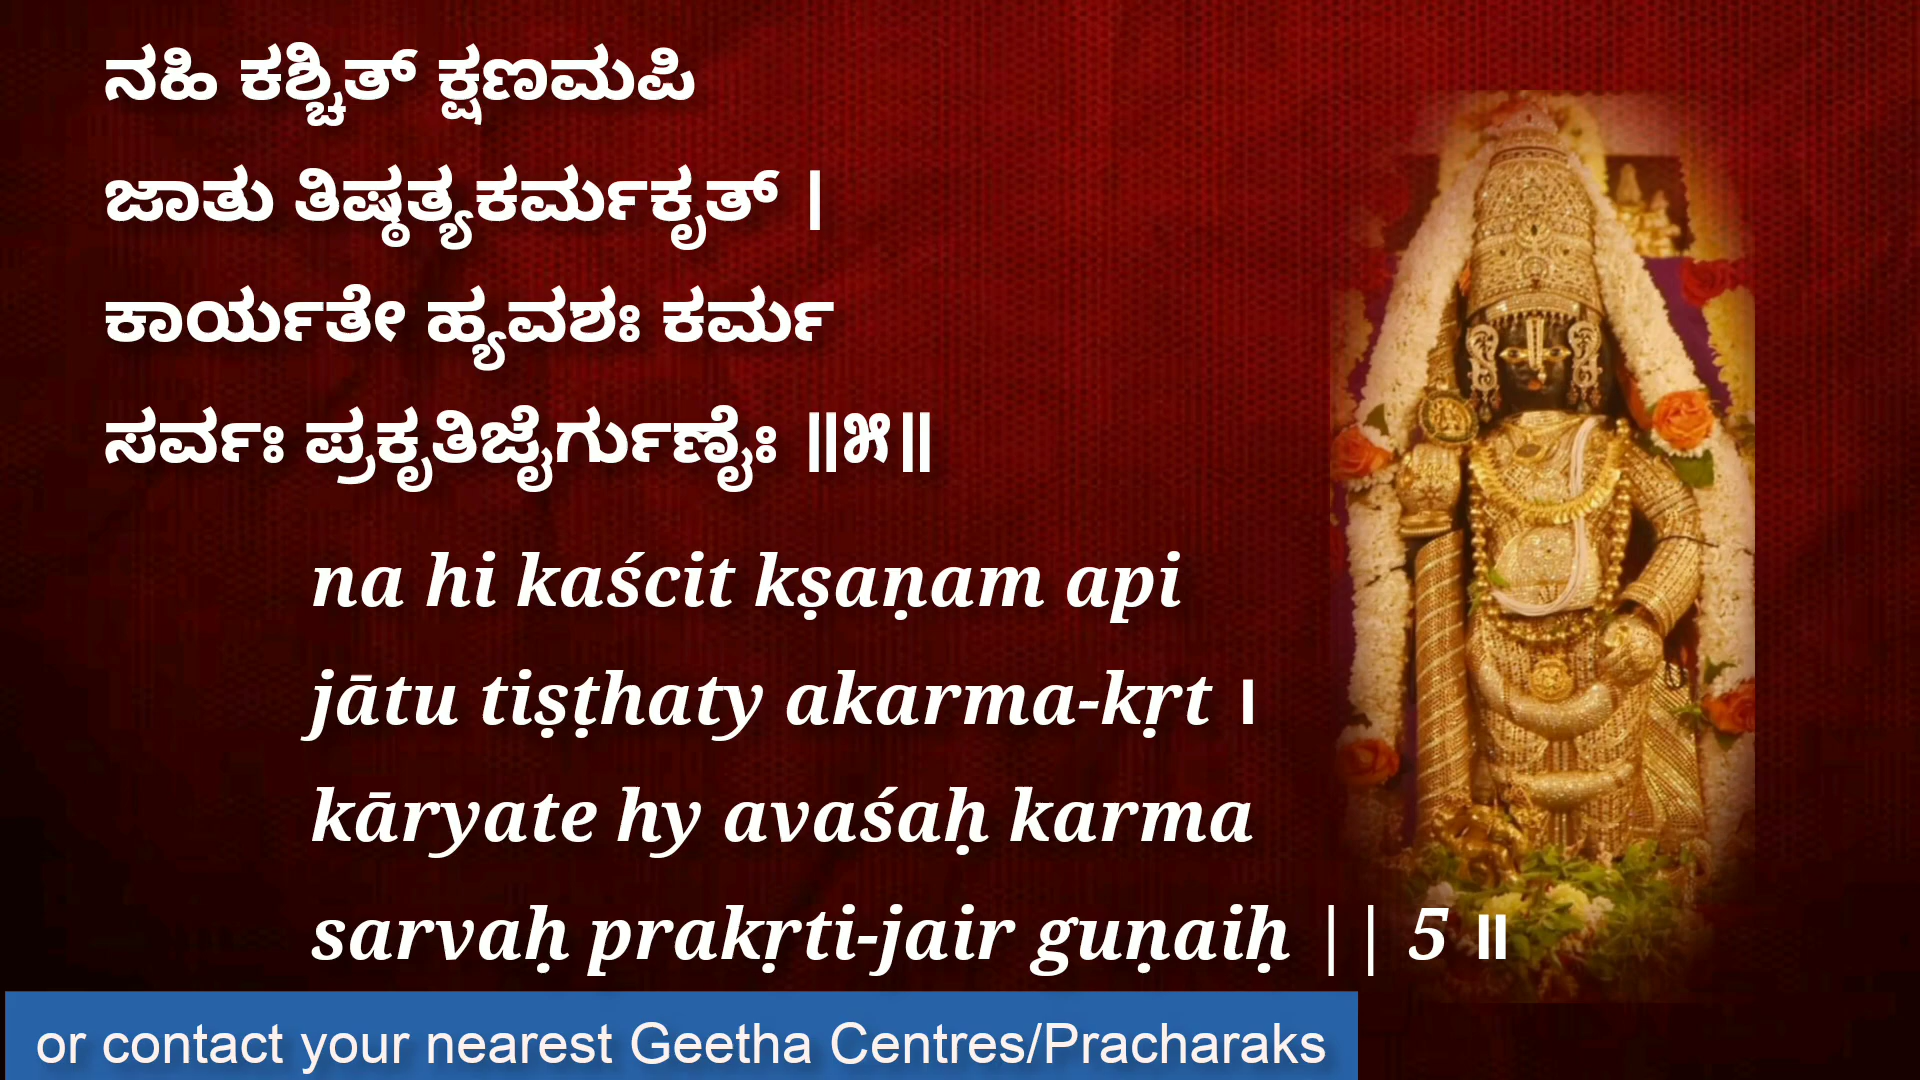 ನಹಿ ಕಶ್ಚಿತ್ ಕ್ಷಣಮಪಿ
ಜಾತು ತಿಷ್ಠತ್ಯಕರ್ಮಕೃತ್ ।
ಕಾರ್ಯತೇ ಹ್ಯವಶಃ ಕರ್ಮ
ಸರ್ವಃ ಪ್ರಕೃತಿಜೈರ್ಗುಣೈಃ ॥೫॥
na hi kaścit kṣaṇam api
jātu tiṣṭhaty akarma-kṛt ।
kāryate hy avaśaḥ karma
sarvaḥ prakṛti-jair guṇaiḥ || 5 ॥
or contact your nearest Geetha Centres/Pracharaks